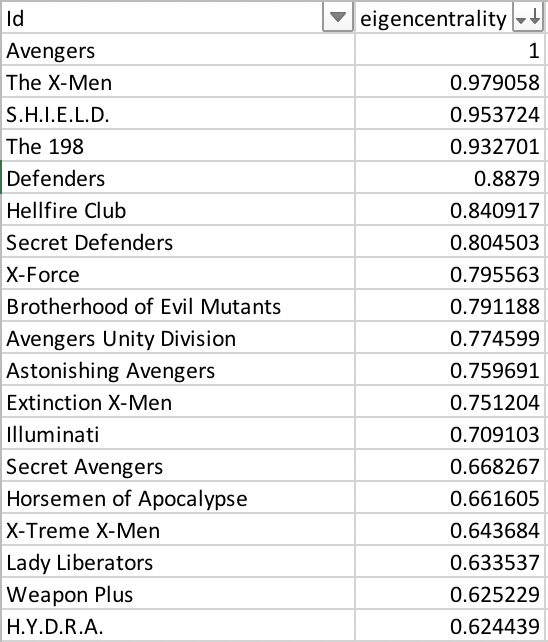 Id eigencentrality
Avengers 1
The X-Men 0.979058
S.H.I.E.L.D. 0.953724
The 198 0.932701
Defenders 0.8879
Hellfire Club 0.840917
Secret Defenders 0.804503
X-Force 0.795563
Brotherhood of Evil Mutants 0.791188
Avengers Unity Division 0.774599
Astonishing Avengers 0.759691
Extinction X-Men 0.751204
Illuminati 0.709103
Secret Avengers 0.668267
Horsemen of Apocalypse 0.661605
X-Treme X-Men 0.643684
Lady Liberators 0.633537
Weapon Plus 0.625229
H.Y.D.R.A. 0.624439